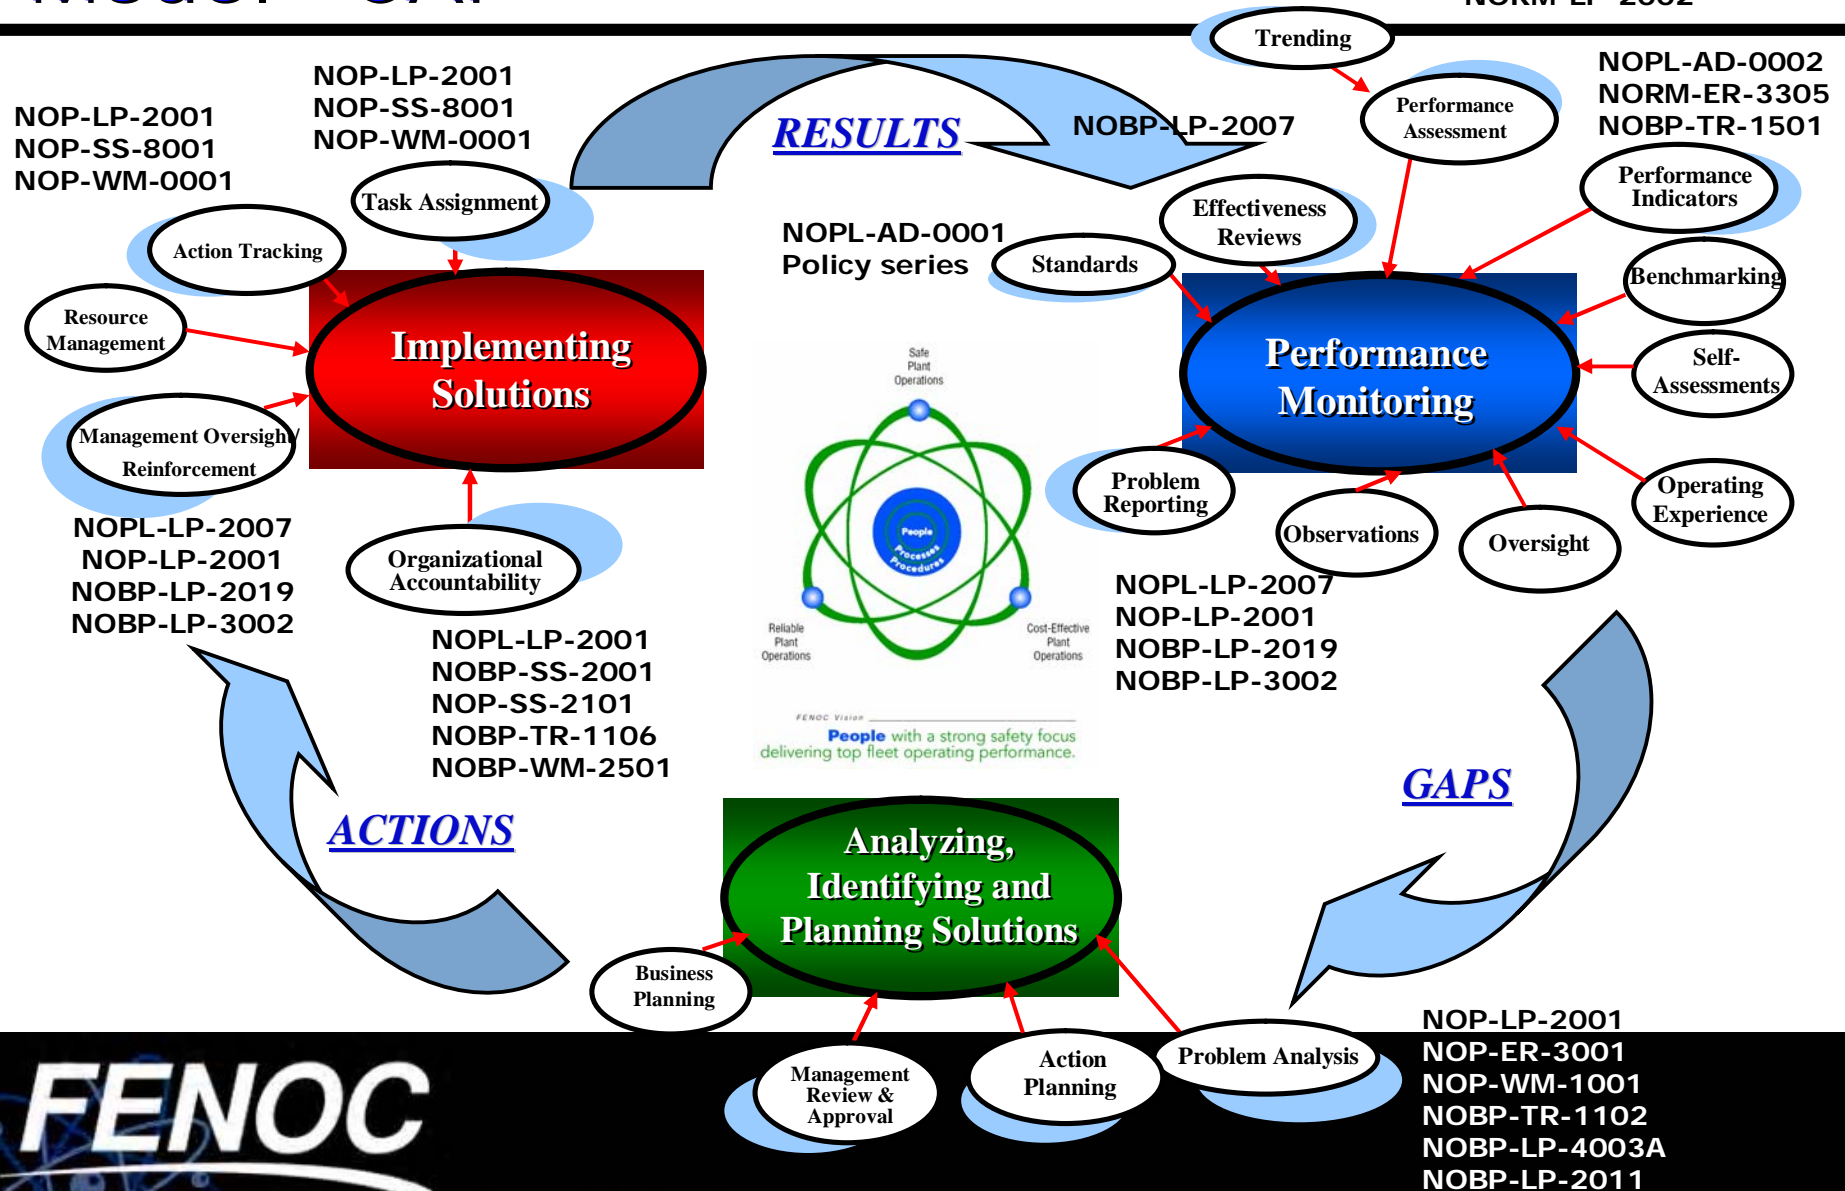 NOP-LP-2001
NOP-SS-8001
NOP-WM-0001
NOP-LP-2001
NOP-SS-8001
NOP-WM-0001
Task Assignment
Action Tracking
Resource
Management
Management Oversight/
Reinforcement
Implementing
Solutions
NOPL-LP-2007
NOP-LP-2001
NOBP-LP-2019
NOBP-LP-3002
Organizational
Accountability
NOPL-LP-2001
NOBP-SS-2001
NOP-SS-2101
NOBP-TR-1106
NOBP-WM-2501
RESULTS
NOBP-LP-2007
Trending
Performance
Assessment
NOPL-AD-0002
NORM-ER-3305
NOBP-TR-1501
Performance
Indicators
Effectiveness
Reviews
NOPL-AD-0001
Policy series
Standards
Benchmarking
Self-
Assessments
Performance
Monitoring
Problem
Reporting
Observations
Oversight
Operating
Experience
NOPL-LP-2007
NOP-LP-2001
NOBP-LP-2019
NOBP-LP-3002
Safe
Plant
Operations
People
Processes
Procedures
Reliable
Plant
Operations
Cost-Effective
Plant
Operations
FENOC Vision
People with a strong safety focus
delivering top fleet operating performance.
GAPS
ACTIONS
Analyzing,
Identifying and
Planning Solutions
Business
Planning
Management
Review &
Approval
Action
Planning
Problem Analysis
NOP-LP-2001
NOP-ER-3001
NOP-WM-1001
NOBP-TR-1102
NOBP-LP-4003A
NOBP-LP-2011
FENOC